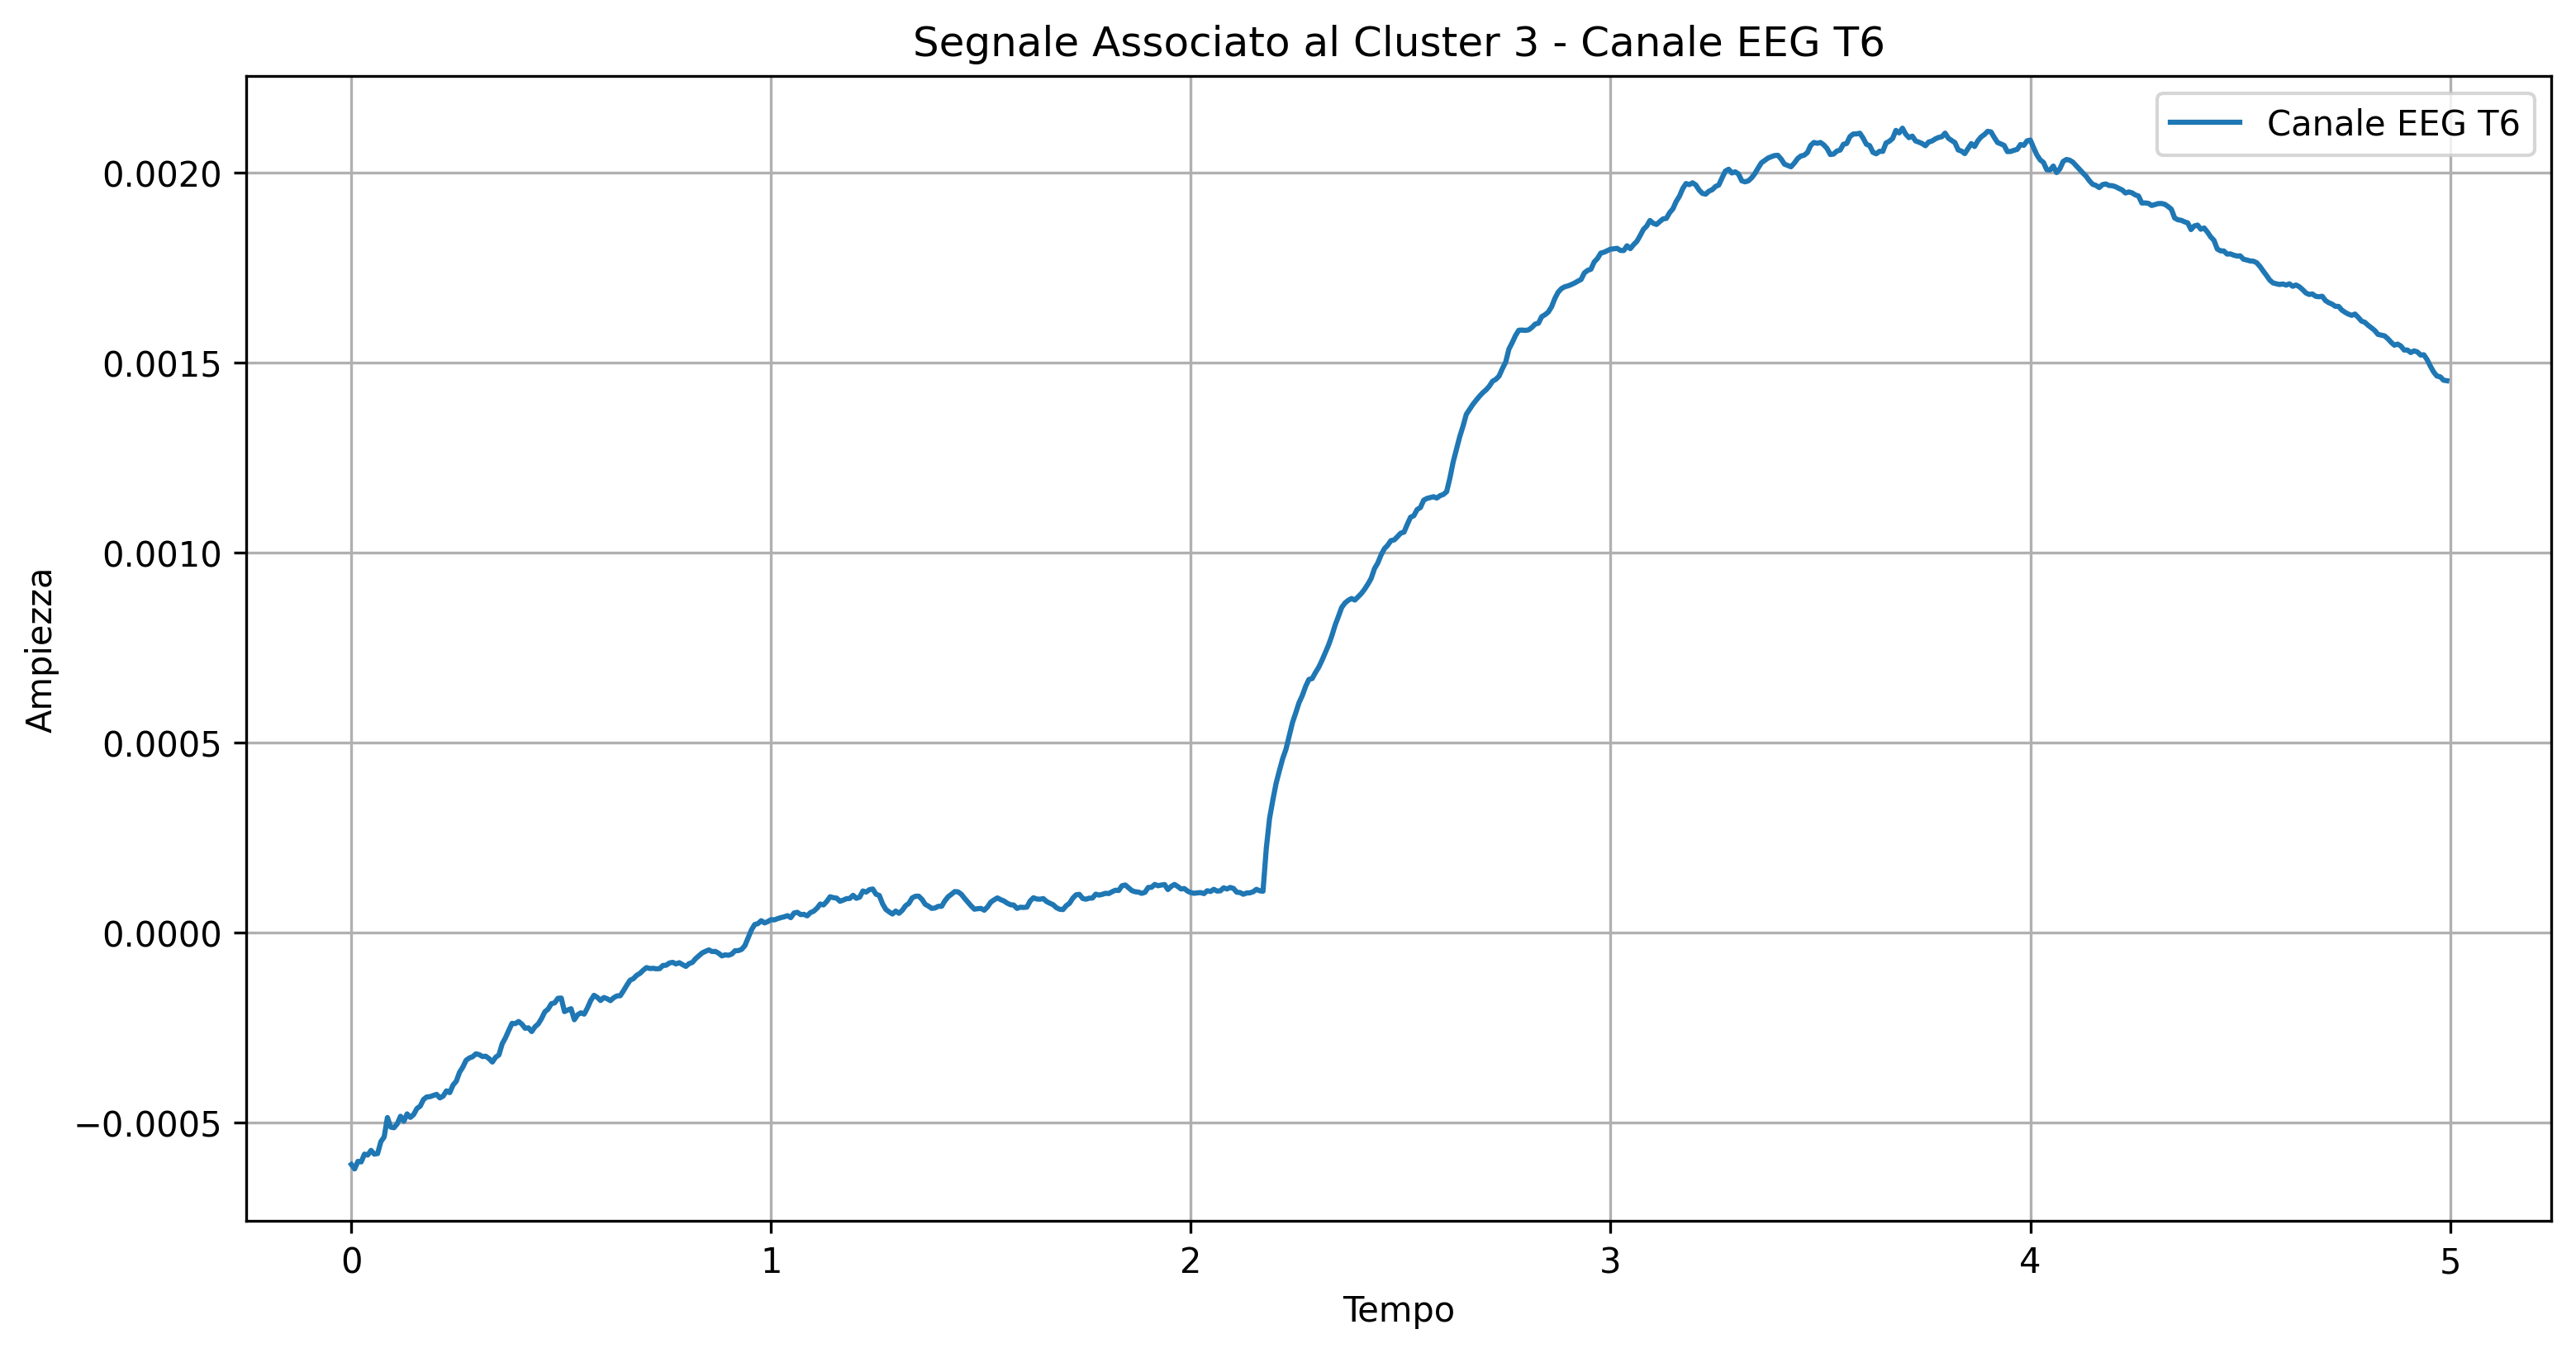 Segnale Associato al Cluster 3 - Canale EEG T6
Canale EEG T6
0.0020
0.0015
0.0010
0.0005
0.0000
−0.0005
Ampiezza
0 1 2 3 4 5
Tempo